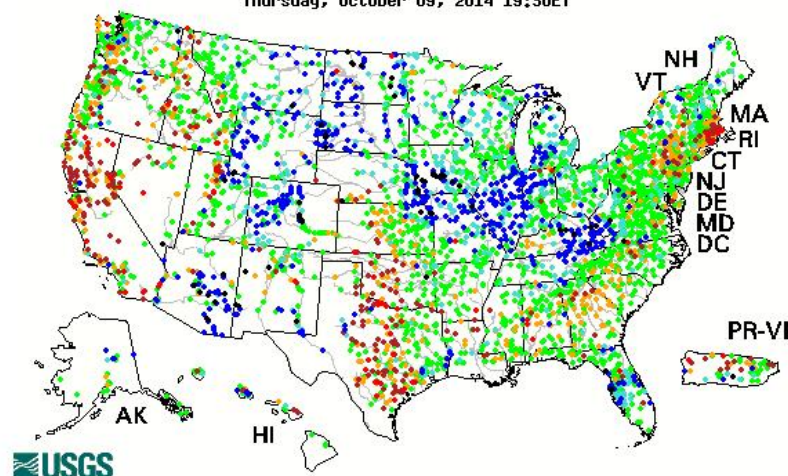 Thursday, October 09, 2014 19:30ET
NH
VT
MA
RI
CT
NJ
DE
MD
DC
PR-VI
AK
HI
USGS